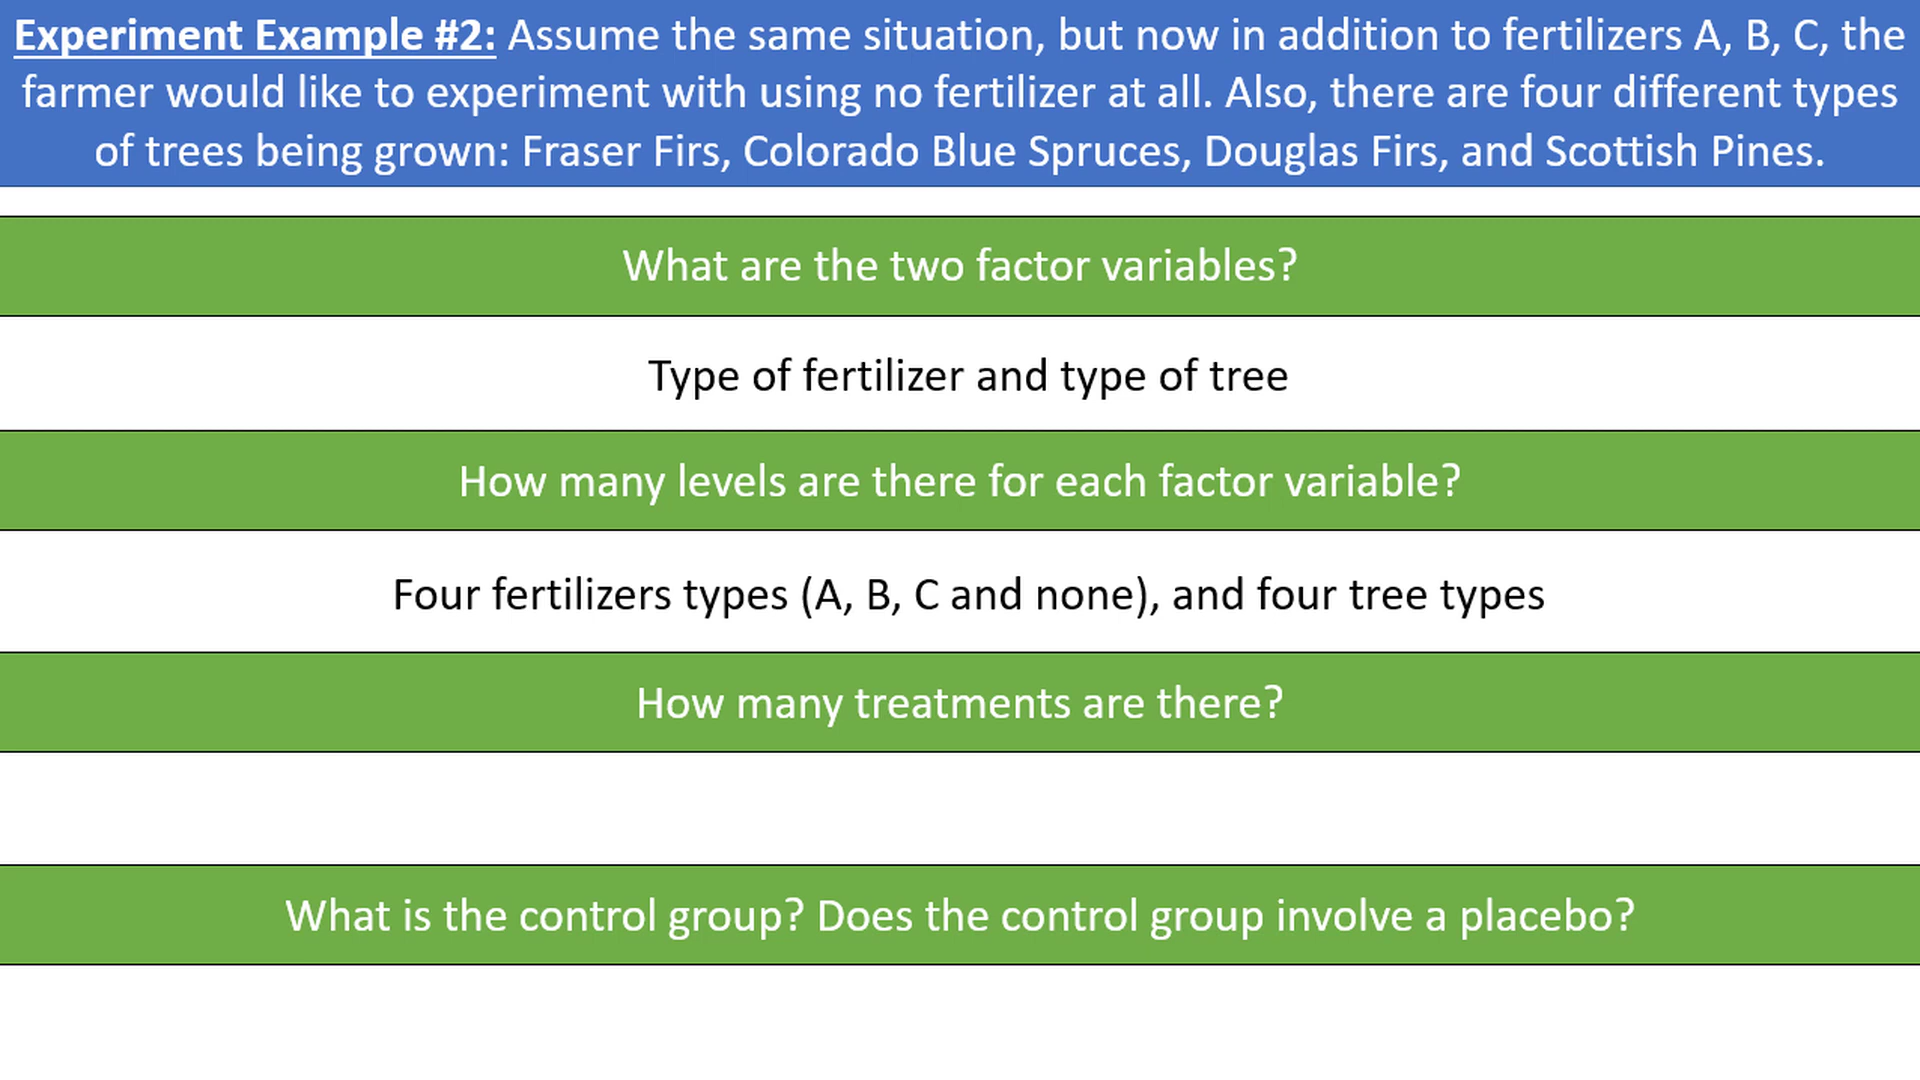 Experiment Example #2: Assume the same situation, but now in addition to fertilizers A, B, C, the
farmer would like to experiment with using no fertilizer at all. Also, there are four different types
of trees being grown: Fraser Firs, Colorado Blue Spruces, Douglas Firs, and Scottish Pines.
What are the two factor variables?
Type of fertilizer and type of tree
How many levels are there for each factor variable?
Four fertilizers types (A, B, C and none), and four tree types
How many treatments are there?
What is the control group? Does the control group involve a placebo?